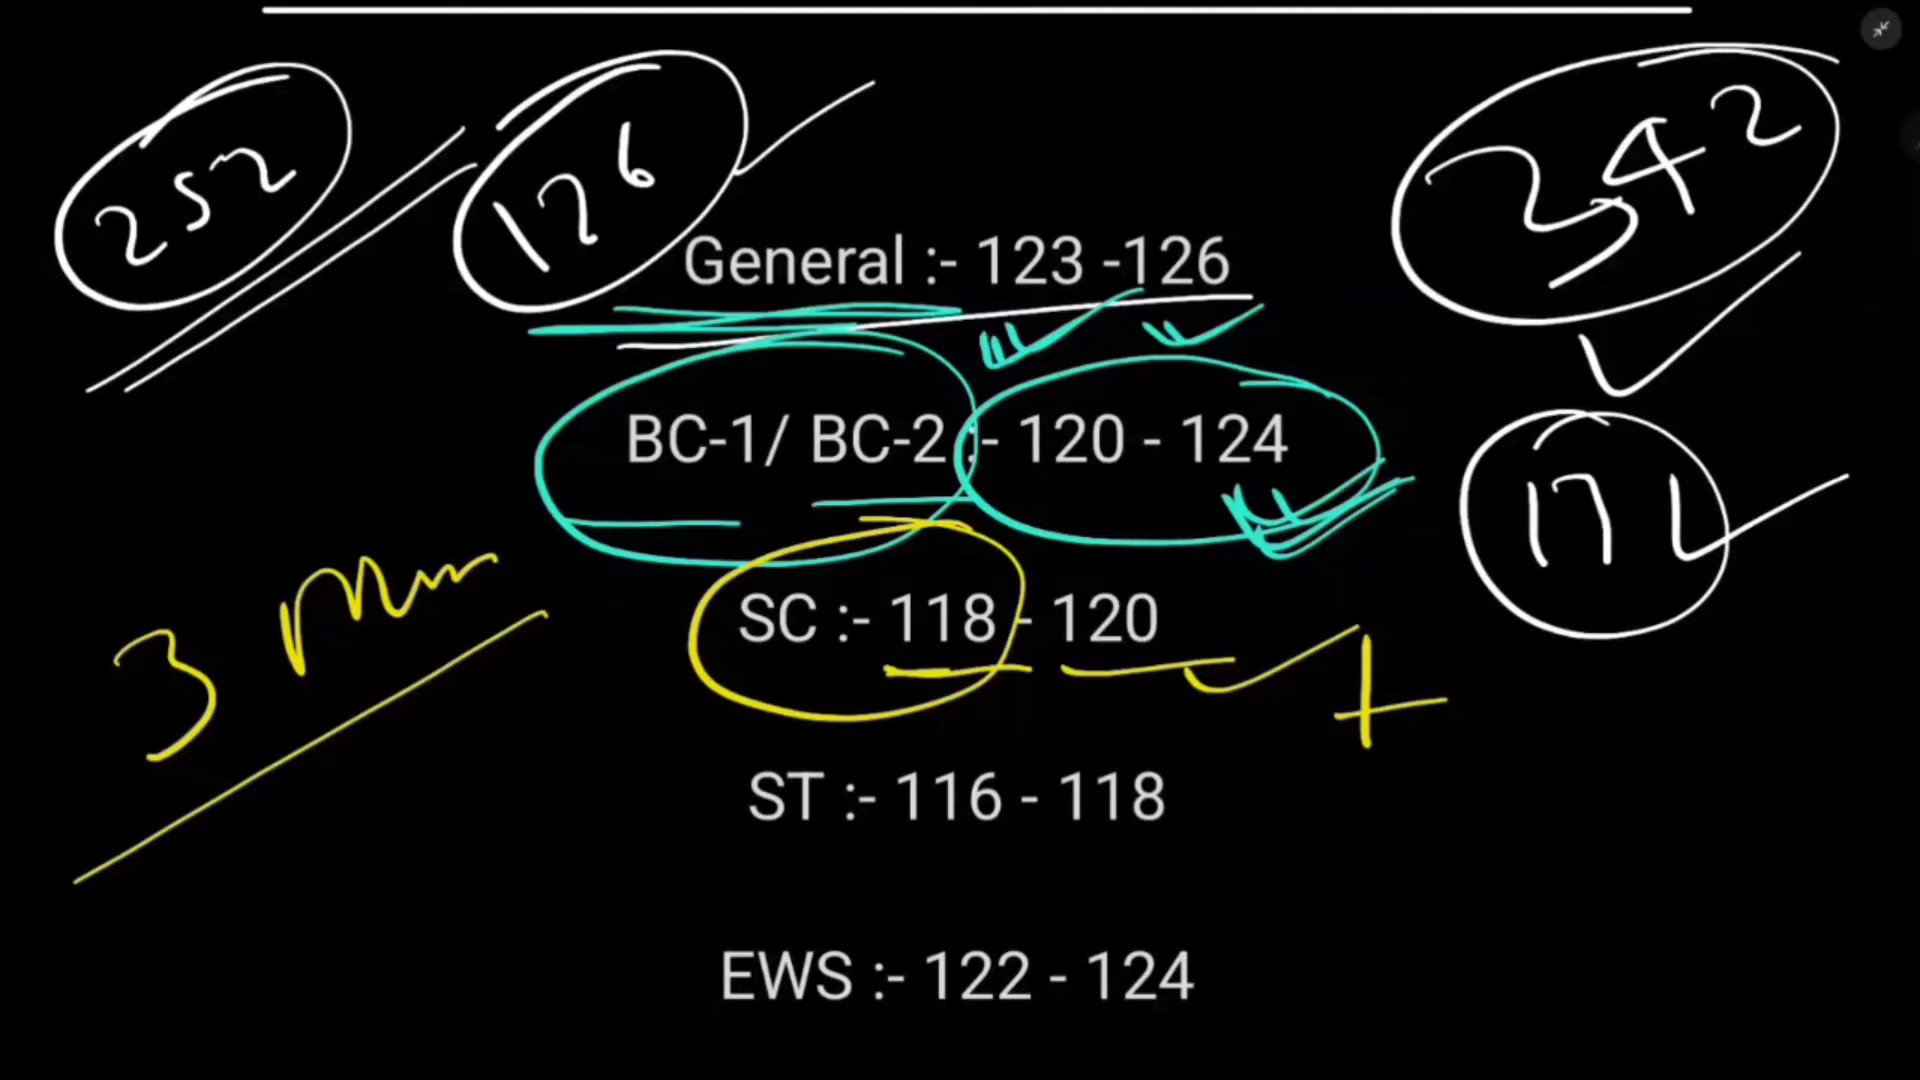 252
126
342
General :- 123 -126
BC-1/ BC-2 :- 120 - 124
SC :- 118 - 120
3
ST :- 116 - 118
EWS :- 122 - 124